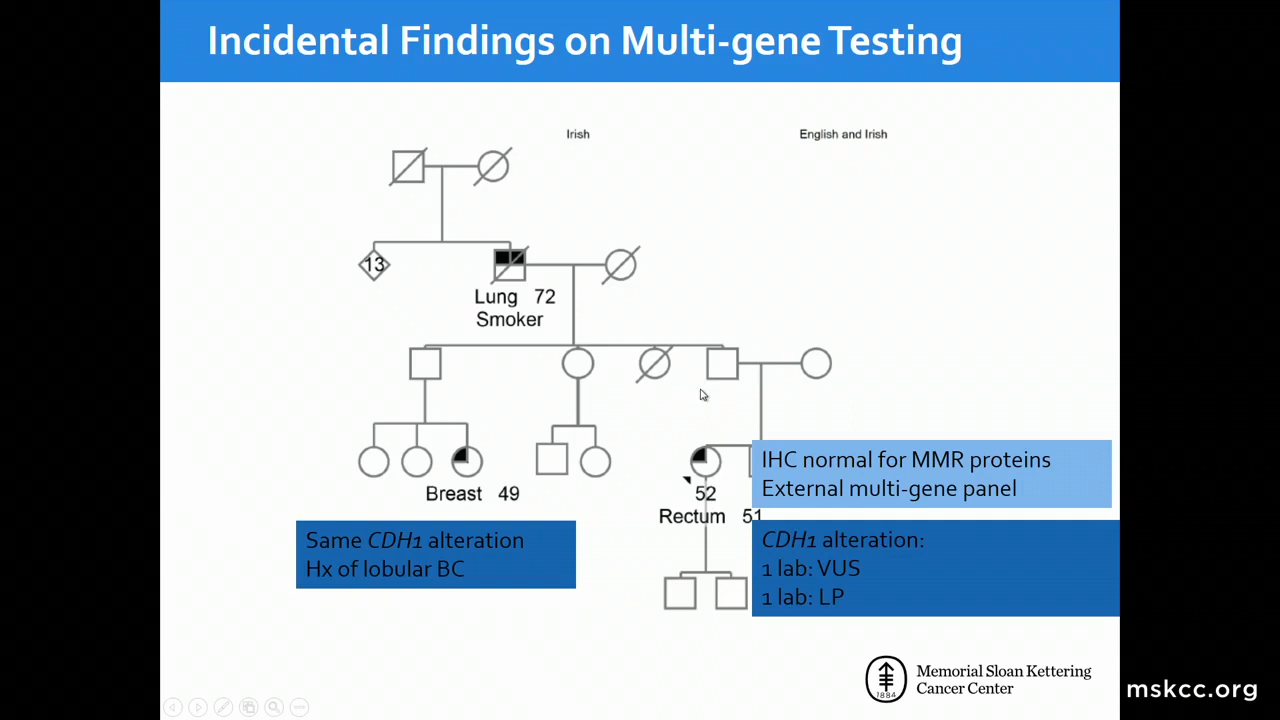 Incidental Findings on Multi-gene Testing
Irish
English and Irish
13
Lung 72
Smoker
Breast 49
52
Rectum 51
IHC normal for MMR proteins
External multi-gene panel
Same CDH1 alteration
Hx of lobular BC
CDH1 alteration:
1 lab: VUS
1 lab: LP
1884
Memorial Sloan Kettering
Cancer Center
mskcc.org